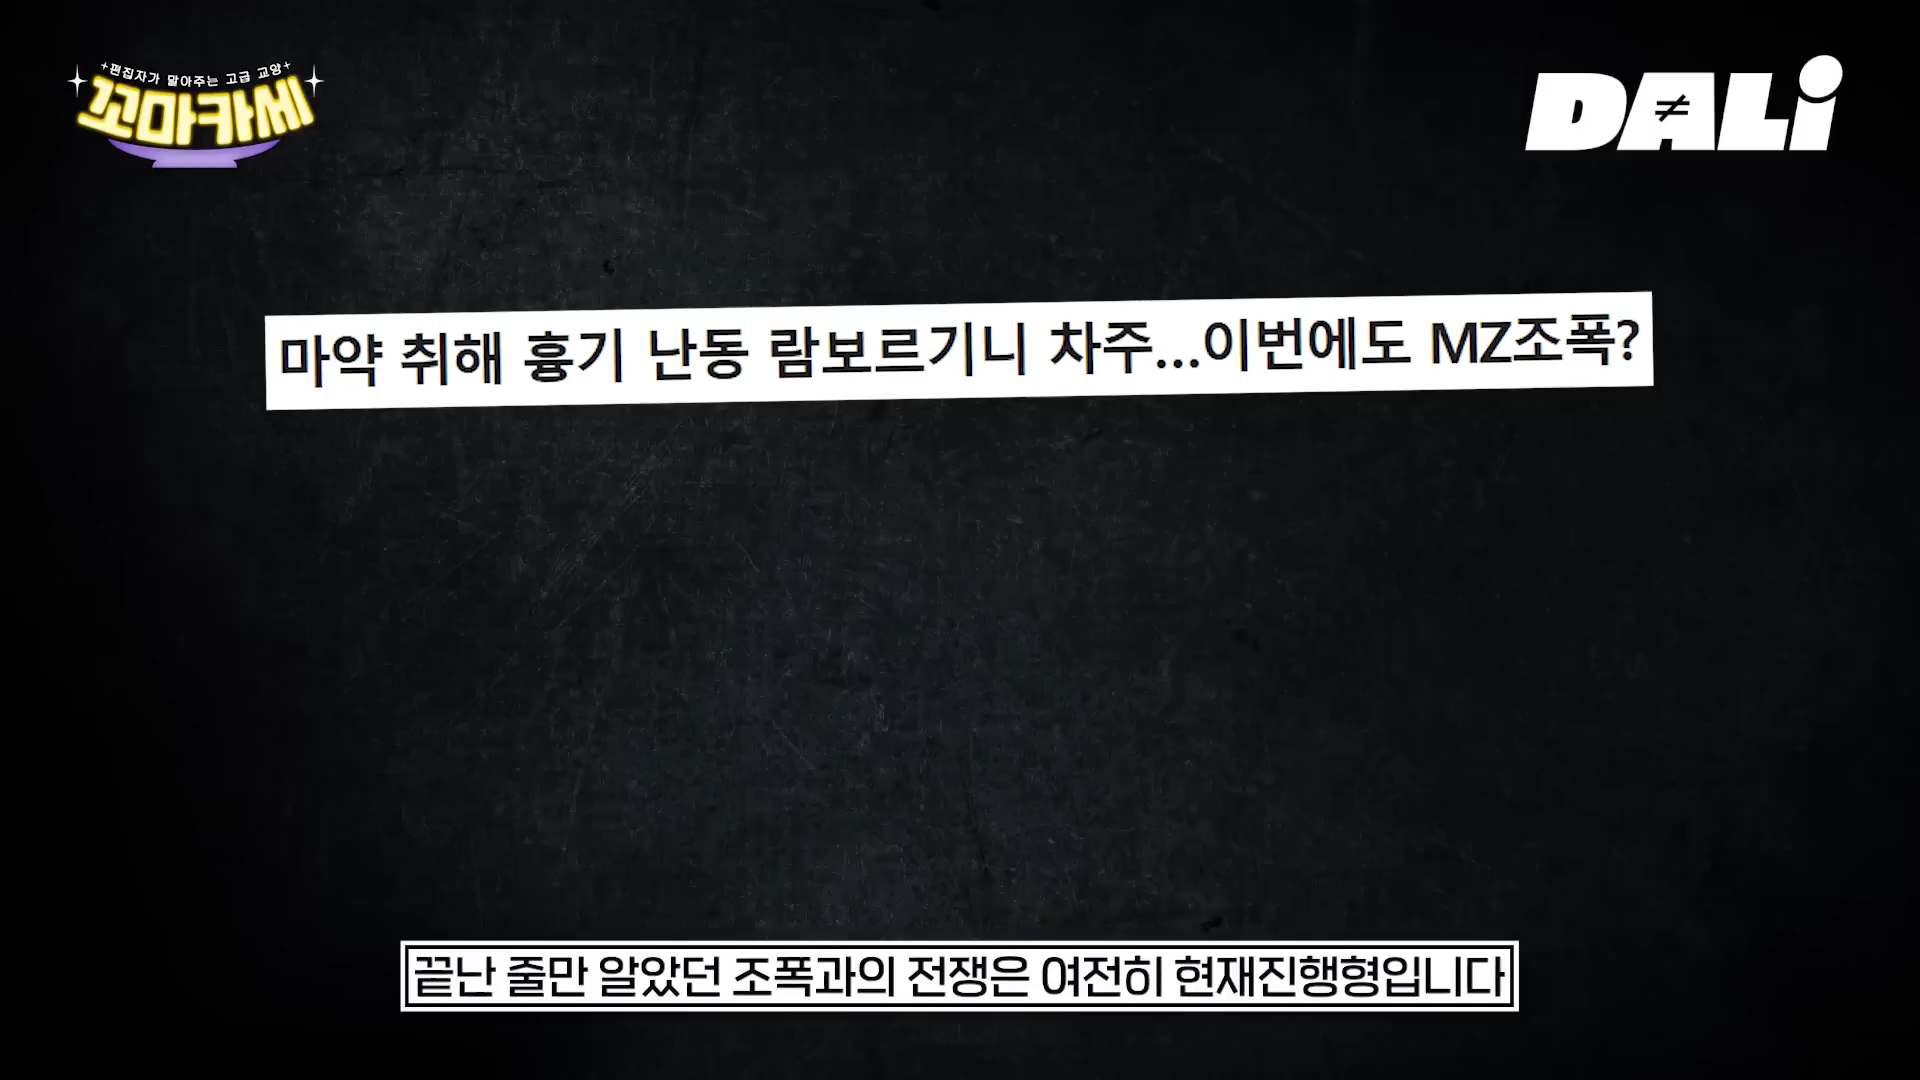 +편집자가 말아주는 고급 교양+
꼬마카세
DALi
마약 취해 흉기 난동 람보르기니 차주...이번에도 MZ조폭?
끝난 줄만 알았던 조폭과의 전쟁은 여전히 현재진행형입니다